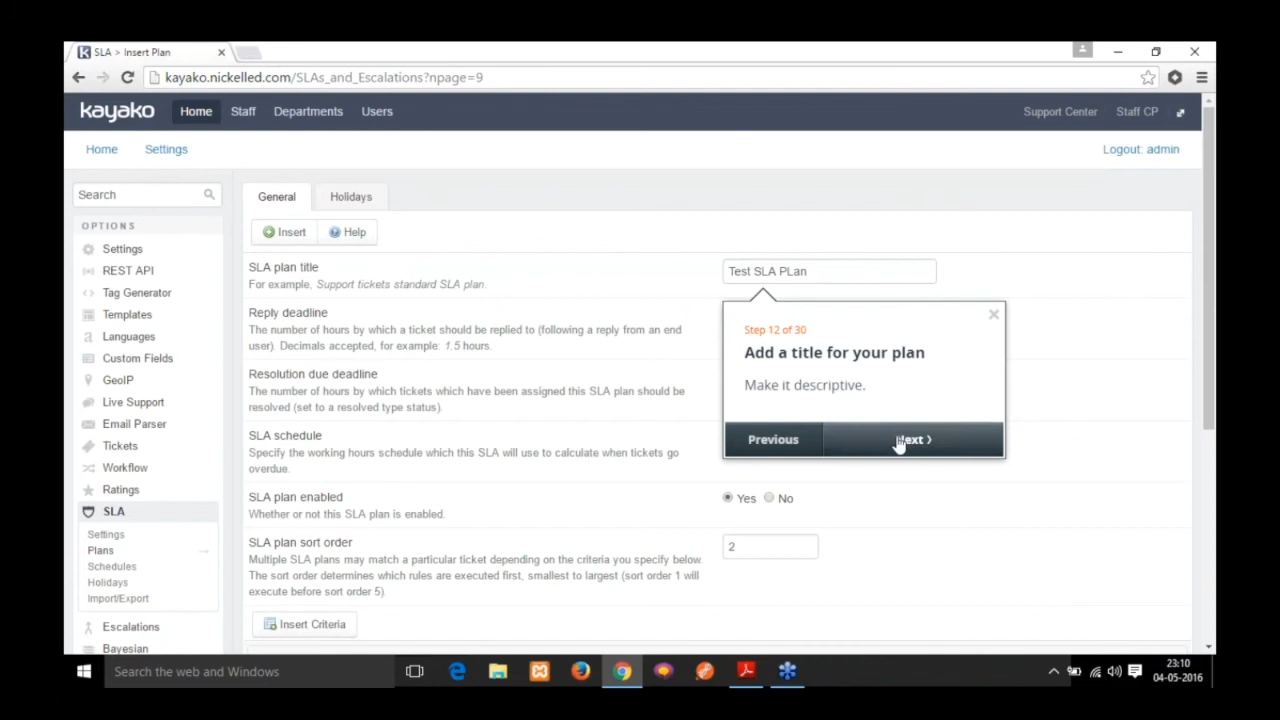 SLA > Insert Plan
kayako.nickelled.com/SLAs_and_Escalations?npage=9
kayako Home Staff Departments Users Support Center Staff CP
Home Settings Logout: admin
Search
OPTIONS
Settings
REST API
Tag Generator
Templates
Languages
Custom Fields
GeoIP
Live Support
Email Parser
Tickets
Workflow
Ratings
SLA
Settings
Plans
Schedules
Holidays
Import/Export
Escalations
Bayesian
General Holidays
Insert Help
SLA plan title
For example, Support tickets standard SLA plan.
Test SLA PLan
Reply deadline
The number of hours by which a ticket should be replied to (following a reply from an end
user). Decimals accepted, for example: 1.5 hours.
Resolution due deadline
The number of hours by which tickets which have been assigned this SLA plan should be
resolved (set to a resolved type status).
SLA schedule
Specify the working hours schedule which this SLA will use to calculate when tickets go
overdue.
Step 12 of 30
Add a title for your plan
Make it descriptive.
Previous
SLA plan enabled
Whether or not this SLA plan is enabled.
Yes No
SLA plan sort order
Multiple SLA plans may match a particular ticket depending on the criteria you specify below.
The sort order determines which rules are executed first, smallest to largest (sort order 1 will
execute before sort order 5).
2
Insert Criteria
Search the web and Windows
23:10
04-05-2016